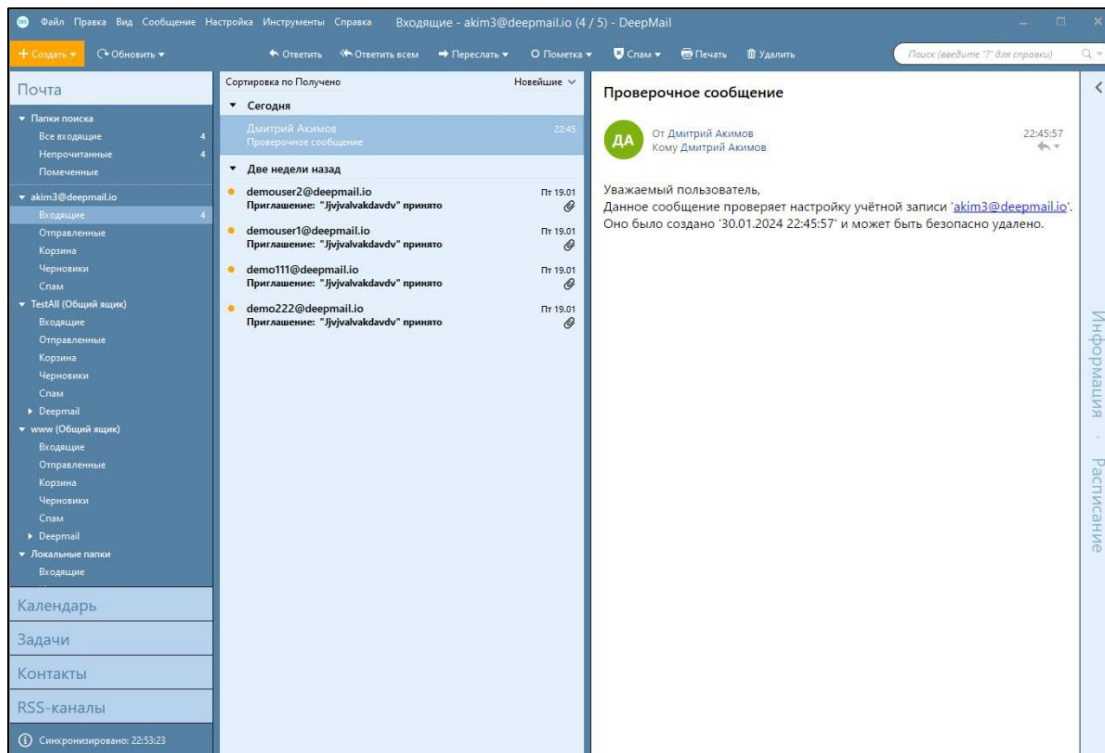 dm Файл Правка Вид Сообщение Настройка Инструменты Справка Входящие - akim3@deepmail.io (4 / 5) - DeepMail
Создать Обновить Ответить Ответить всем Переслать Пометка Спам Печать Удалить Поиск (введите '?' для справки)
Почта
Папки поиска
Все входящие 4
Непрочитанные 4
Помеченные
akim3@deepmail.io
Входящие 4
Отправленные
Корзина
Черновики
Спам
TestAll (Общий ящик)
Входящие
Отправленные
Корзина
Черновики
Спам
Deepmail
www (Общий ящик)
Входящие
Отправленные
Корзина
Черновики
Спам
Deepmail
Локальные папки
Входящие
Календарь
Задачи
Контакты
RSS-каналы
Синхронизировано: 22:53:23
Сортировка по Получено Новейшие
Сегодня
Дмитрий Акимов 22:45
Проверочное сообщение
Две недели назад
demouser2@deepmail.io Пт 19.01
Приглашение: "Jjvjvalvakdavdv" принято
demouser1@deepmail.io Пт 19.01
Приглашение: "Jjvjvalvakdavdv" принято
demo111@deepmail.io Пт 19.01
Приглашение: "Jjvjvalvakdavdv" принято
demo222@deepmail.io Пт 19.01
Приглашение: "Jjvjvalvakdavdv" принято
Проверочное сообщение
ДА
От Дмитрий Акимов 22:45:57
Кому Дмитрий Акимов
Уважаемый пользователь,
Данное сообщение проверяет настройку учётной записи 'akim3@deepmail.io'.
Оно было создано '30.01.2024 22:45:57' и может быть безопасно удалено.
Информация · Расписание